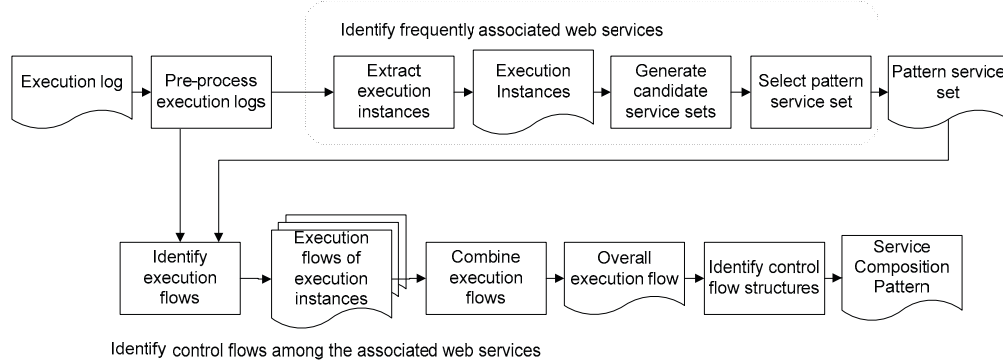 Identify frequently associated web services
Execution log
Pre-process
execution logs
Extract
execution
instances
Execution
Instances
Generate
candidate
service sets
Select pattern
service set
Pattern service
set
Identify
execution
flows
Execution
flows of
execution
instances
Combine
execution
flows
Overall
execution flow
Identify control
flow structures
Service
Composition
Pattern
Identify control flows among the associated web services